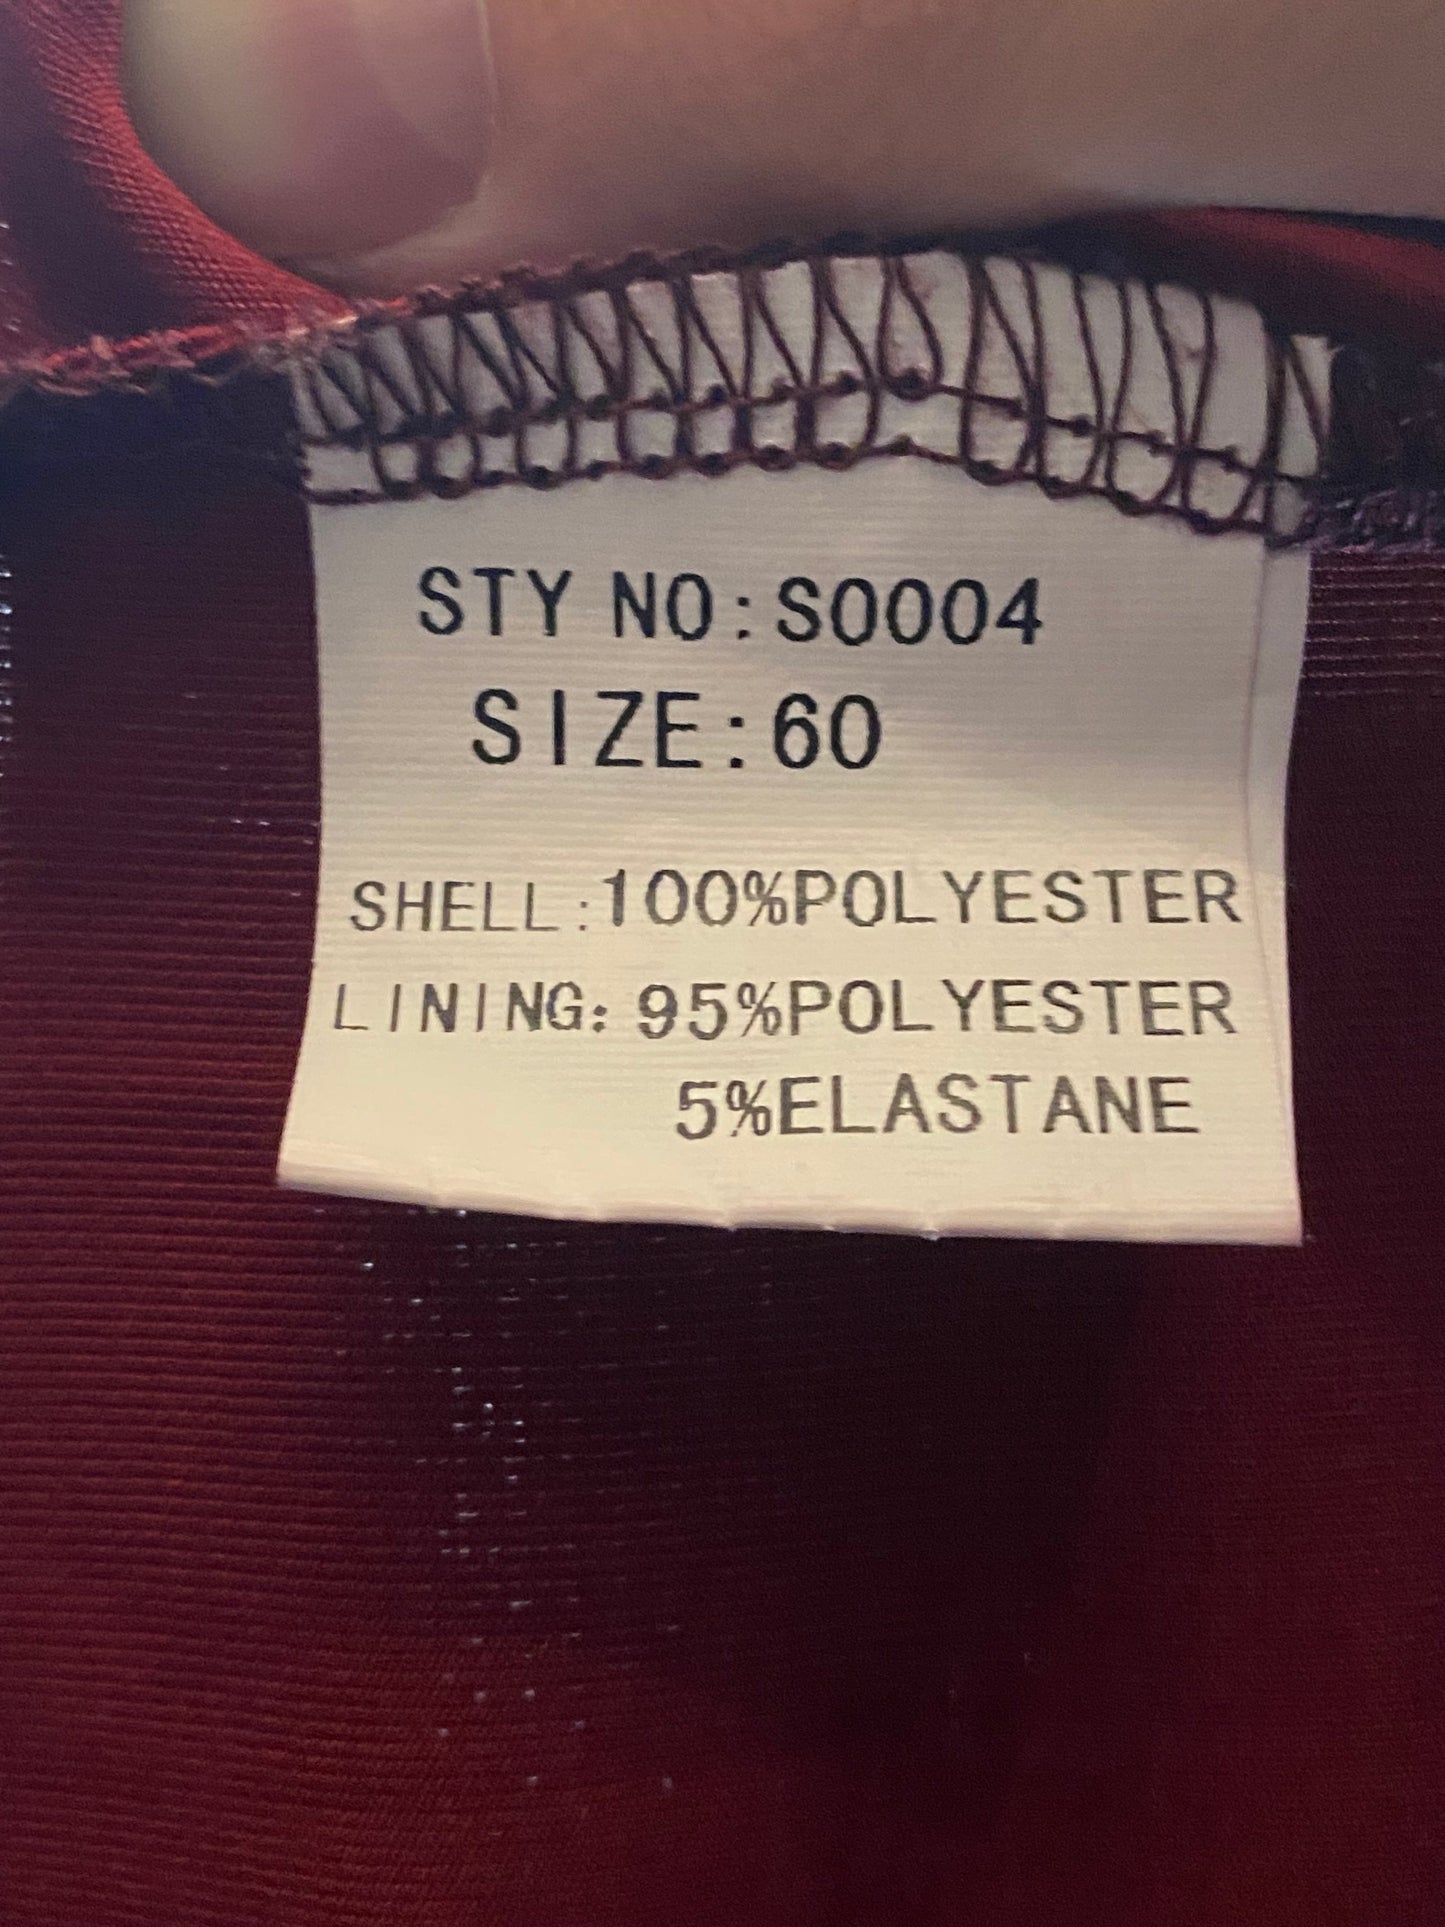 STY NO:S0004
SIZE:60
SHELL:100%POLYESTER
LINING:95%POLYESTER
5%ELASTANE